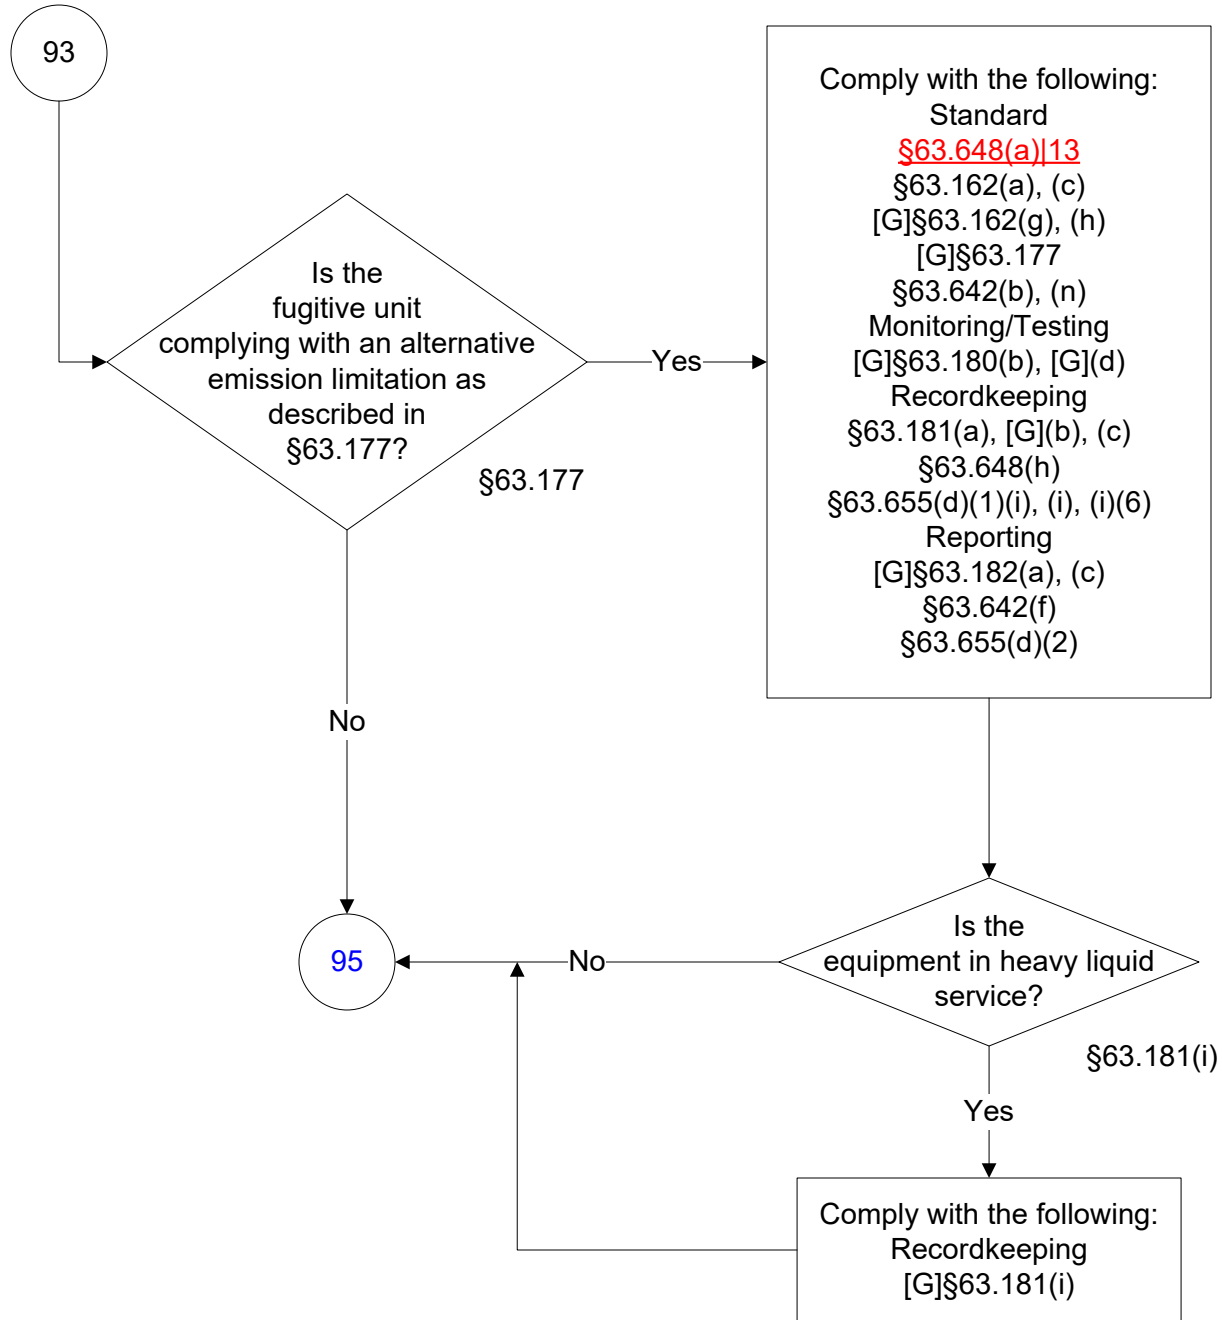 93
Is the
fugitive unit
complying with an alternative
emission limitation as
described in
§63.177?
§63.177
Yes
No
Comply with the following:
Standard
§63.648(a)|13
§63.162(a), (c)
[G]§63.162(g), (h)
[G]§63.177
§63.642(b), (n)
Monitoring/Testing
[G]§63.180(b), [G](d)
Recordkeeping
§63.181(a), [G](b), (c)
§63.648(h)
§63.655(d)(1)(i), (i), (i)(6)
Reporting
[G]§63.182(a), (c)
§63.642(f)
§63.655(d)(2)
Is the
equipment in heavy liquid
service?
§63.181(i)
No
95
Yes
Comply with the following:
Recordkeeping
[G]§63.181(i)